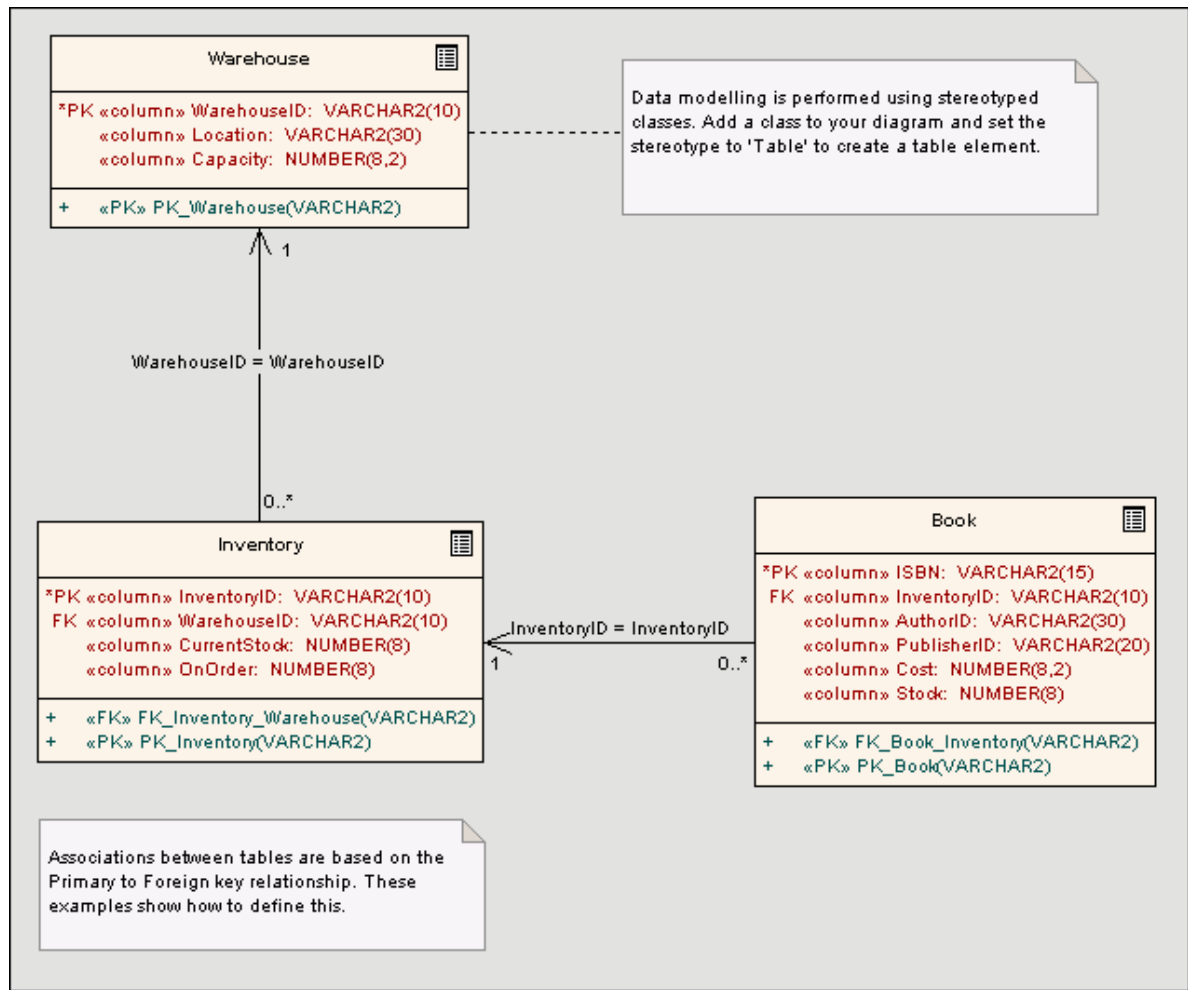 Warehouse
*PK «column» WarehouseID: VARCHAR2(10)
«column» Location: VARCHAR2(30)
«column» Capacity: NUMBER(8,2)
+ «PK» PK_Warehouse(VARCHAR2)
Data modelling is performed using stereotyped
classes. Add a class to your diagram and set the
stereotype to 'Table' to create a table element.
1
WarehouseID = WarehouseID
0..*
Inventory
*PK «column» InventoryID: VARCHAR2(10)
FK «column» WarehouseID: VARCHAR2(10)
«column» CurrentStock: NUMBER(8)
«column» OnOrder: NUMBER(8)
+ «FK» FK_Inventory_Warehouse(VARCHAR2)
+ «PK» PK_Inventory(VARCHAR2)
InventoryID = InventoryID
1
0..*
Book
*PK «column» ISBN: VARCHAR2(15)
FK «column» InventoryID: VARCHAR2(10)
«column» AuthorID: VARCHAR2(30)
«column» PublisherID: VARCHAR2(20)
«column» Cost: NUMBER(8,2)
«column» Stock: NUMBER(8)
+ «FK» FK_Book_Inventory(VARCHAR2)
+ «PK» PK_Book(VARCHAR2)
Associations between tables are based on the
Primary to Foreign key relationship. These
examples show how to define this.